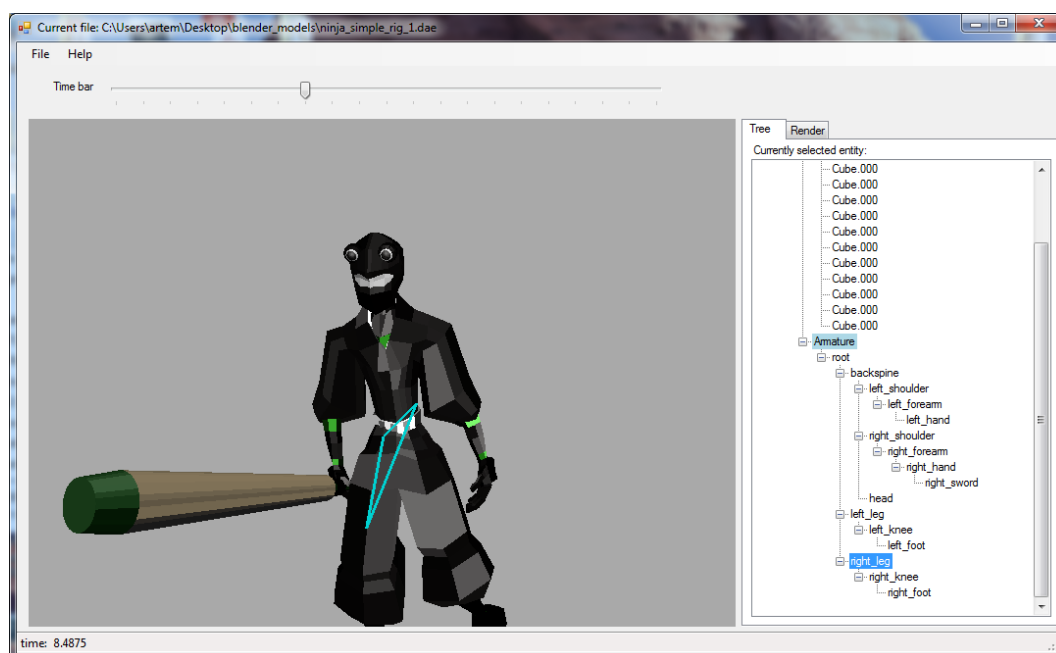 Current file: C:\Users\artem\Desktop\blender_models\ninja_simple_rig_1.dae
File Help
Time bar
Tree Render
Currently selected entity:
Cube.000
Cube.000
Cube.000
Cube.000
Cube.000
Cube.000
Cube.000
Cube.000
Cube.000
Cube.000
Cube.000
Armature
root
backspine
left_shoulder
left_forearm
left_hand
right_shoulder
right_forearm
right_hand
right_sword
head
left_leg
left_knee
left_foot
right_leg
right_knee
right_foot
time: 8.4875